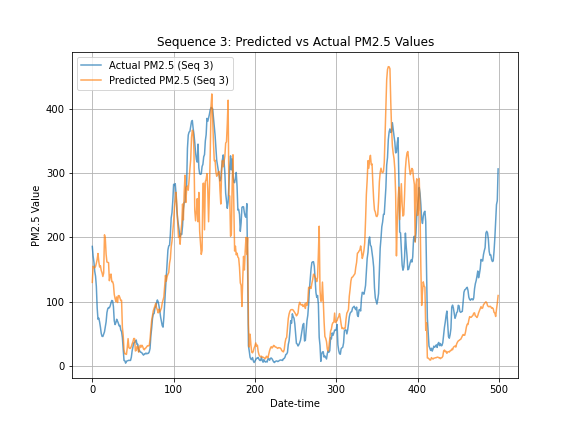 Sequence 3: Predicted vs Actual PM2.5 Values
Actual PM2.5 (Seq 3)
Predicted PM2.5 (Seq 3)
PM2.5 Value
400
300
200
100
0
0 100 200 300 400 500
Date-time